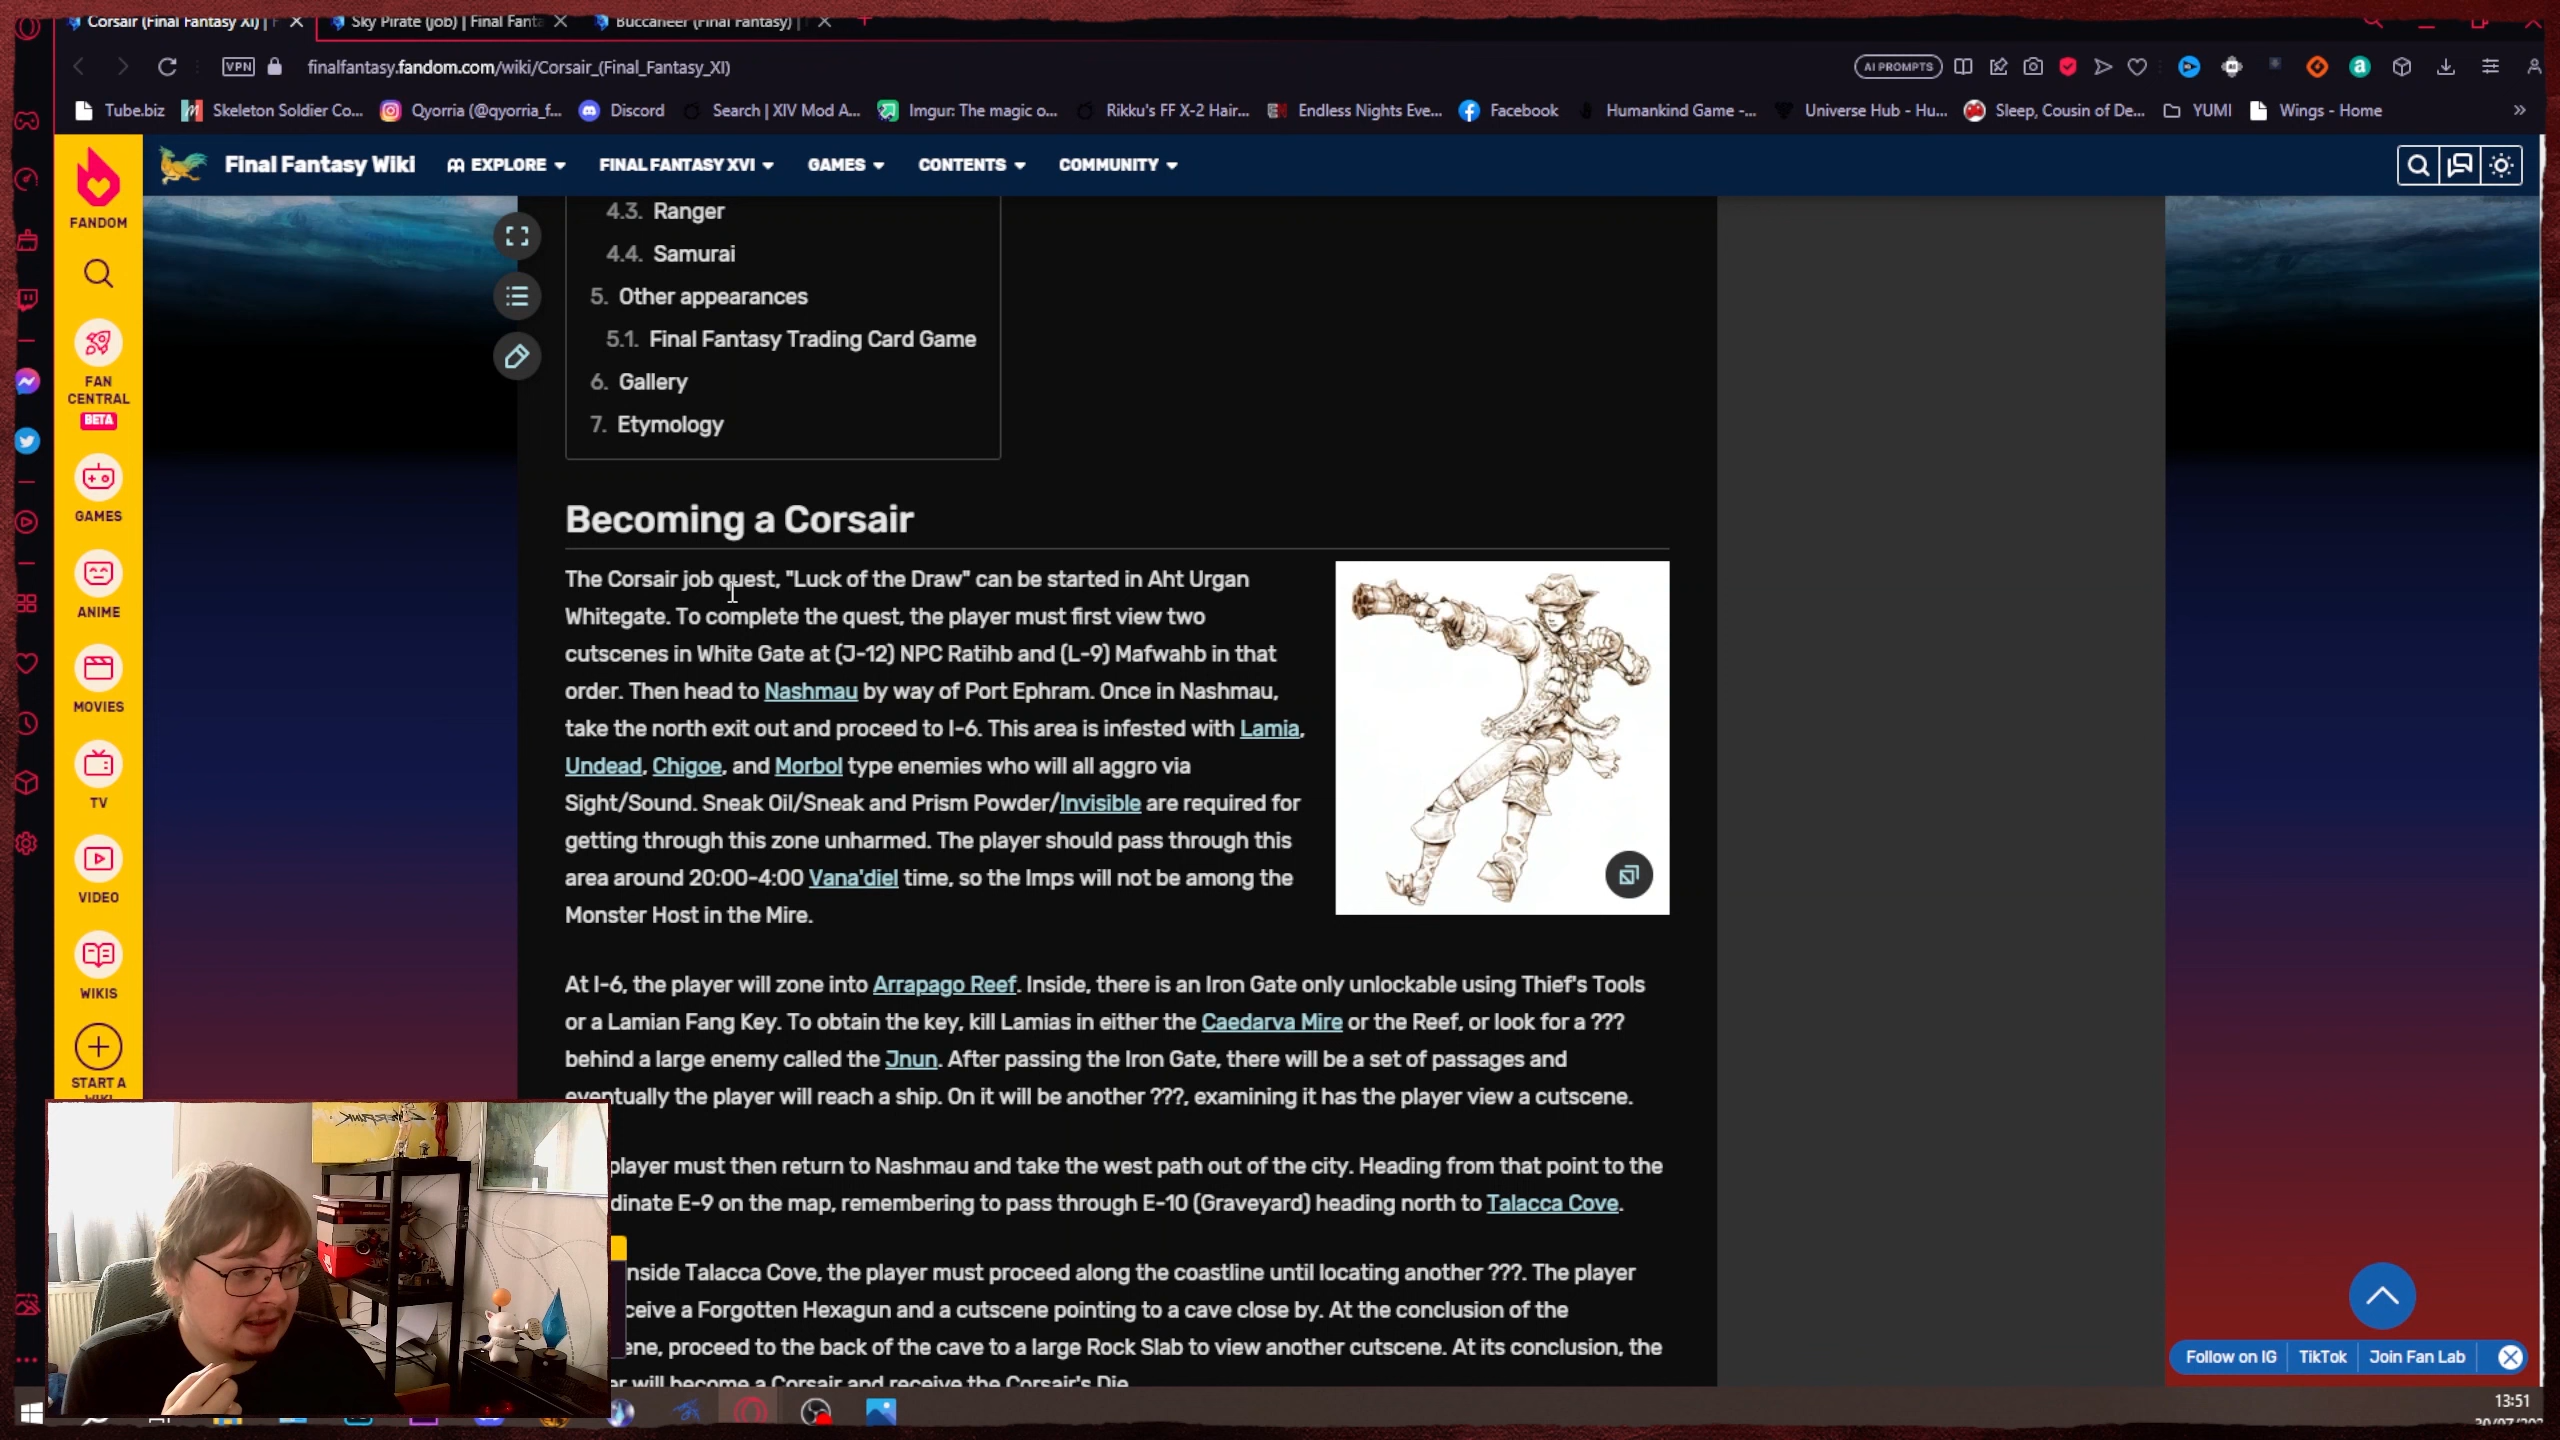 Corsair (Final Fantasy XI) | F
Sky Pirate (job) | Final Fanta
Buccaneer (Final Fantasy) |
VPN
finalfantasy.fandom.com/wiki/Corsair_(Final_Fantasy_XI)
AI PROMPTS
Tube.biz
Skeleton Soldier Co...
Qyorria (@qyorria_f...
Discord
Search | XIV Mod A...
Imgur: The magic o...
Rikku's FF X-2 Hair...
Endless Nights Eve...
Facebook
Humankind Game -...
Universe Hub - Hu...
Sleep, Cousin of De...
YUMI
Wings - Home
»
FANDOM
Final Fantasy Wiki
EXPLORE
FINAL FANTASY XVI
GAMES
CONTENTS
COMMUNITY
FAN
CENTRAL
BETA
GAMES
ANIME
MOVIES
TV
VIDEO
WIKIS
START A
4.3. Ranger
4.4. Samurai
5. Other appearances
5.1. Final Fantasy Trading Card Game
6. Gallery
7. Etymology
Becoming a Corsair
The Corsair job quest, "Luck of the Draw" can be started in Aht Urgan
Whitegate. To complete the quest, the player must first view two
cutscenes in White Gate at (J-12) NPC Ratihb and (L-9) Mafwahb in that
order. Then head to Nashmau by way of Port Ephram. Once in Nashmau,
take the north exit out and proceed to I-6. This area is infested with Lamia,
Undead, Chigoe, and Morbol type enemies who will all aggro via
Sight/Sound. Sneak Oil/Sneak and Prism Powder/Invisible are required for
getting through this zone unharmed. The player should pass through this
area around 20:00-4:00 Vana'diel time, so the Imps will not be among the
Monster Host in the Mire.
At I-6, the player will zone into Arrapago Reef. Inside, there is an Iron Gate only unlockable using Thief's Tools
or a Lamian Fang Key. To obtain the key, kill Lamias in either the Caedarva Mire or the Reef, or look for a ???
behind a large enemy called the Jnun. After passing the Iron Gate, there will be a set of passages and
eventually the player will reach a ship. On it will be another ???, examining it has the player view a cutscene.
player must then return to Nashmau and take the west path out of the city. Heading from that point to the
dinate E-9 on the map, remembering to pass through E-10 (Graveyard) heading north to Talacca Cove.
nside Talacca Cove, the player must proceed along the coastline until locating another ???. The player
ceive a Forgotten Hexagun and a cutscene pointing to a cave close by. At the conclusion of the
ene, proceed to the back of the cave to a large Rock Slab to view another cutscene. At its conclusion, the
er will become a Corsair and receive the Corsair's Die
Follow on IG
TikTok
Join Fan Lab
13:51